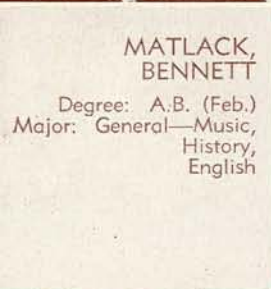 MATLACK,
BENNETT
Degree: A.B. (Feb.)
Major: General—Music,
History,
English